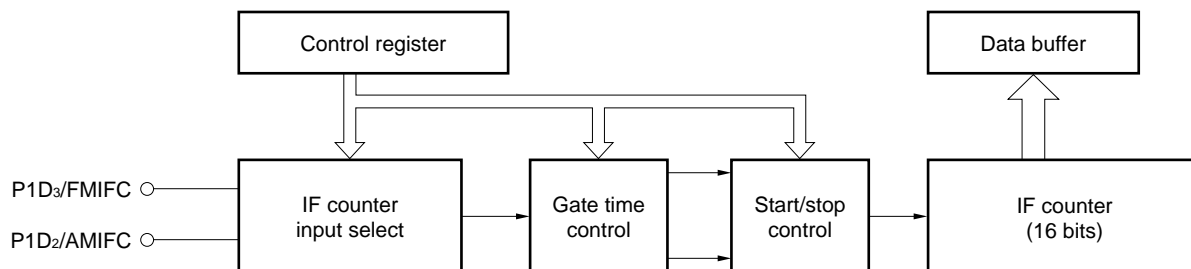 Control register
Data buffer
P1D₃/FMIFC
P1D₂/AMIFC
IF counter
input select
Gate time
control
Start/stop
control
IF counter
(16 bits)